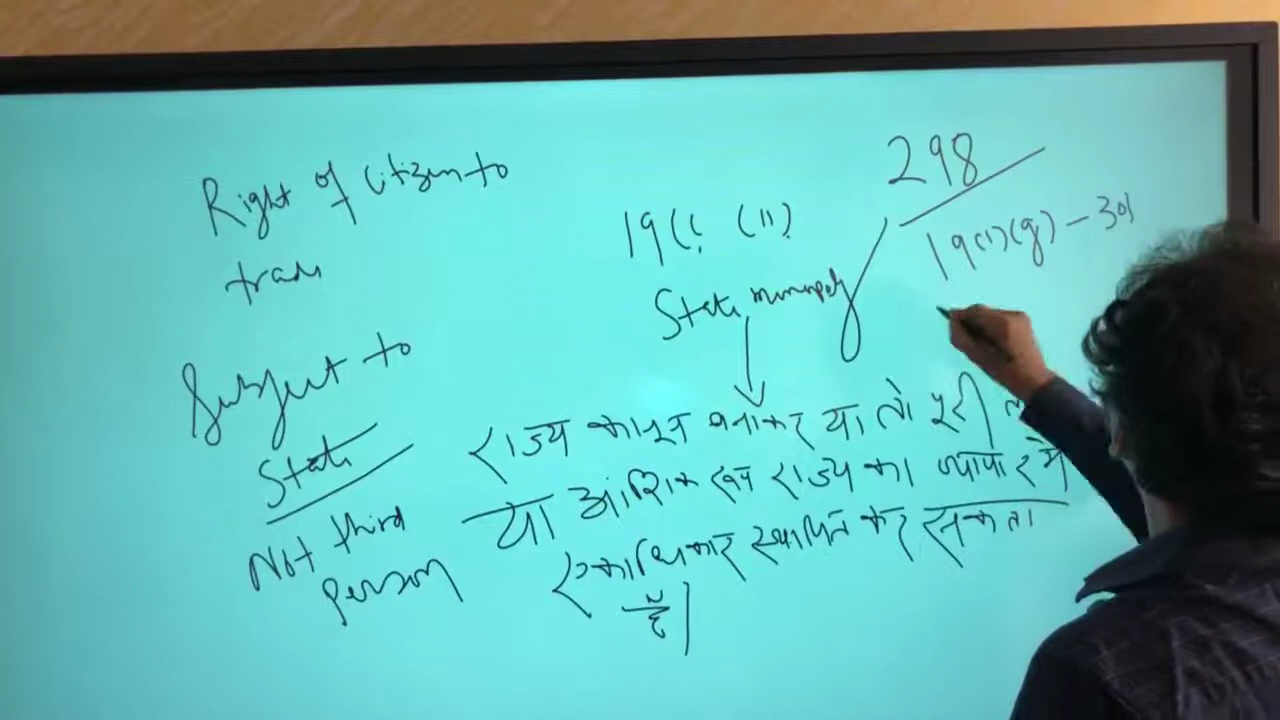 Right of citizen to
trade
Subject to
State
Not third
person
298
19(1)(g) - 301
19(6) (ii)
State monopoly
राज्य कानून बनाकर या तो पूरी
या आंशिक रूप राज्य का व्यापार में
एकाधिकार स्थापित कर सकता
है।